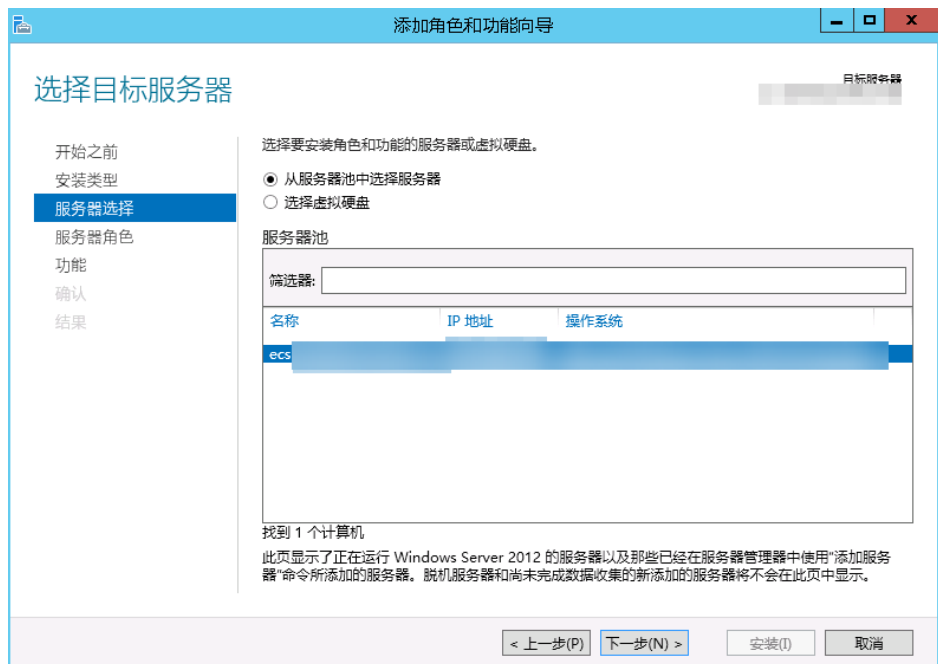 添加角色和功能向导
选择目标服务器
目标服务器
开始之前
安装类型
服务器选择
服务器角色
功能
确认
结果
选择要安装角色和功能的服务器或虚拟硬盘。
从服务器池中选择服务器
选择虚拟硬盘
服务器池
筛选器:
名称 IP 地址 操作系统
ecs
找到 1 个计算机
此页显示了正在运行 Windows Server 2012 的服务器以及那些已经在服务器管理器中使用"添加服务
器"命令所添加的服务器。脱机服务器和尚未完成数据收集的新添加的服务器将不会在此页中显示。
< 上一步(P) 下一步(N) > 安装(I) 取消